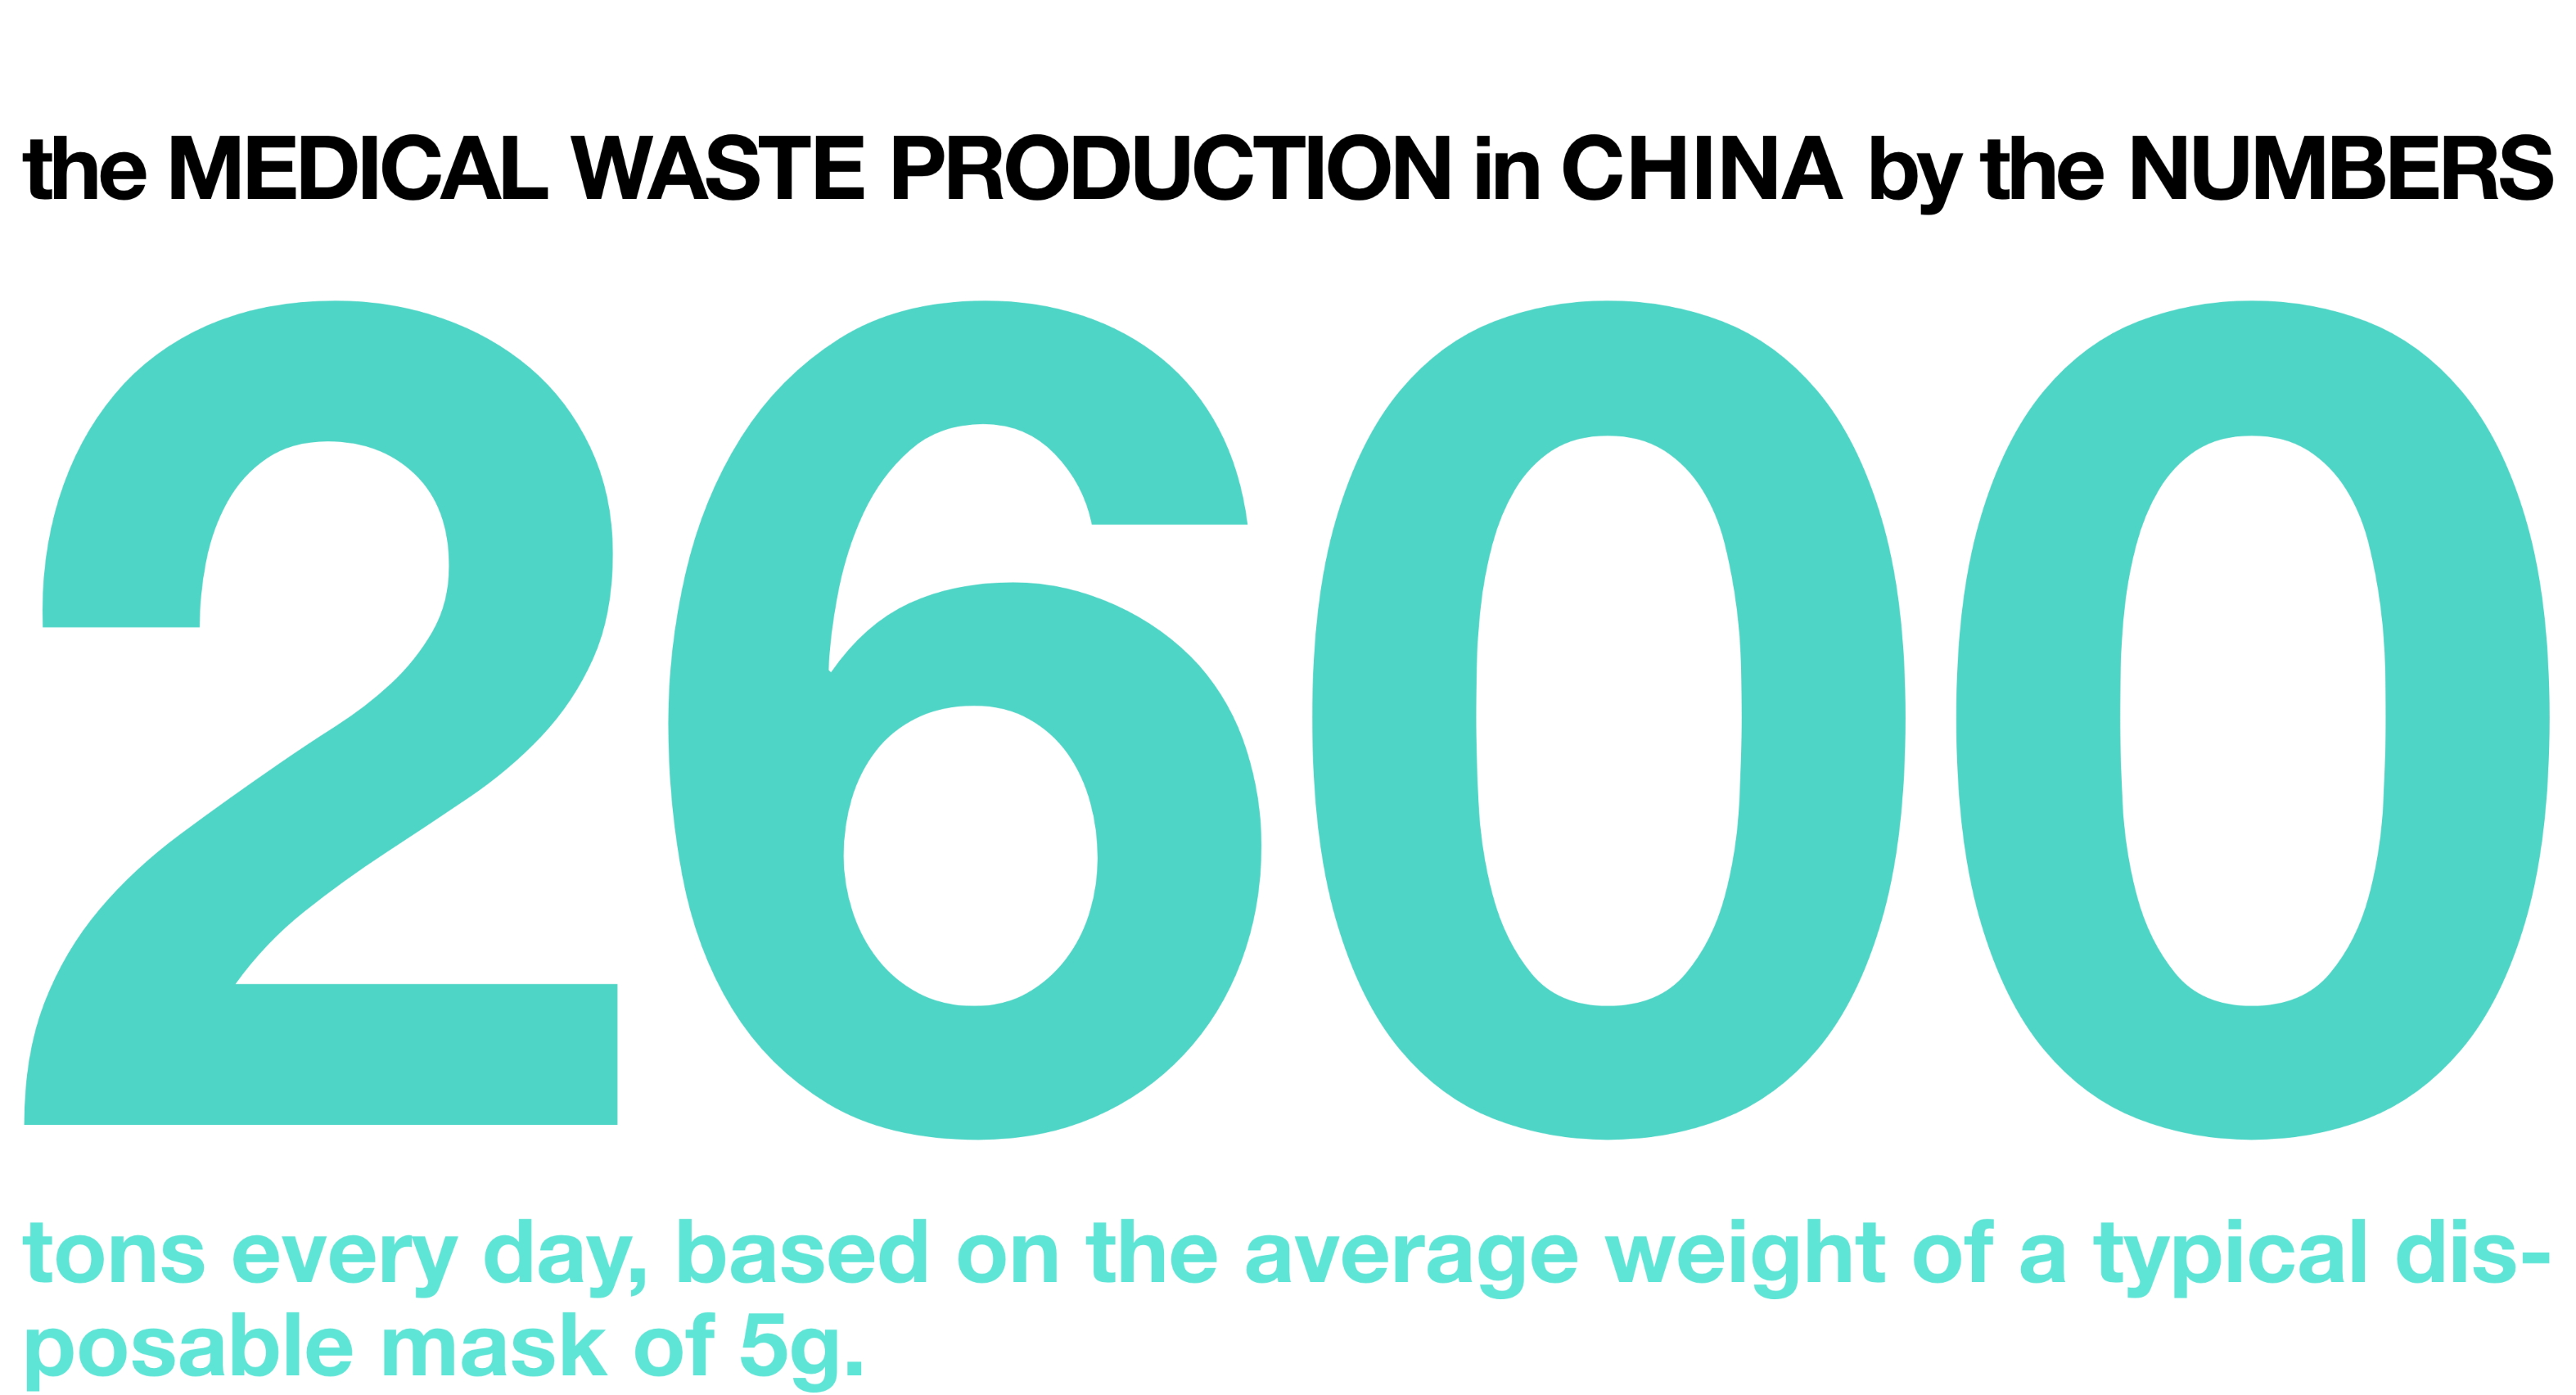 the MEDICAL WASTE PRODUCTION in CHINA by the NUMBERS
2600
tons every day, based on the average weight of a typical dis-
posable mask of 5g.